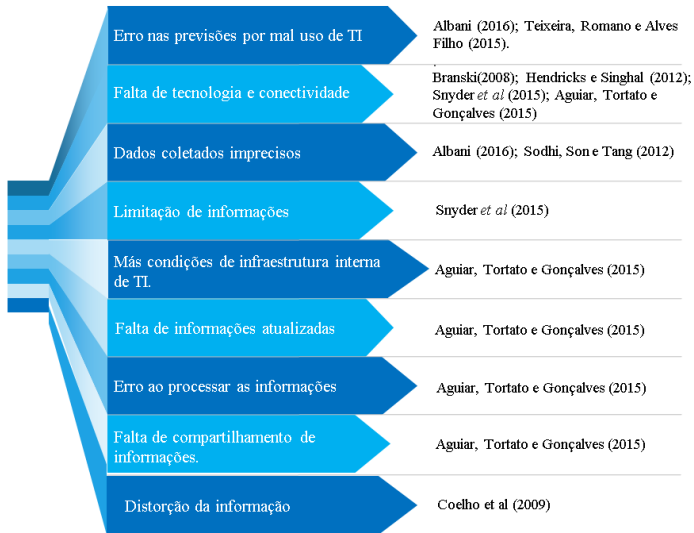 Erro nas previsões por mal uso de TI
Albani (2016); Teixeira, Romano e Alves
Filho (2015).
.
Falta de tecnologia e conectividade
Branski(2008); Hendricks e Singhal (2012);
Snyder et al (2015); Aguiar, Tortato e
Gonçalves (2015)
Dados coletados imprecisos
Albani (2016); Sodhi, Son e Tang (2012)
Limitação de informações
Snyder et al (2015)
Más condições de infraestrutura interna
de TI.
Aguiar, Tortato e Gonçalves (2015)
Falta de informações atualizadas
Aguiar, Tortato e Gonçalves (2015)
Erro ao processar as informações
Aguiar, Tortato e Gonçalves (2015)
Falta de compartilhamento de
informações.
Aguiar, Tortato e Gonçalves (2015)
Distorção da informação
Coelho et al (2009)